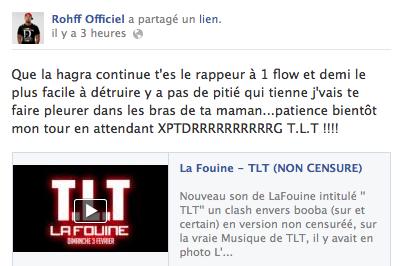 Rohff Officiel a partagé un lien.
il y a 3 heures
Que la hagra continue t'es le rappeur à 1 flow et demi le
plus facile à détruire y a pas de pitié qui tienne j'vais te
faire pleurer dans les bras de ta maman...patience bientôt
mon tour en attendant XPTDRRRRRRRRRRG T.L.T !!!!
TLT
LA FOUINE
DIMANCHE 3 FEVRIER
La Fouine - TLT (NON CENSURE)
Nouveau son de LaFouine intitulé "
TLT" un clash envers booba (sur et
certain) en version non censuréé, sur
la vraie Musique de TLT, il y avait en
photo L'...